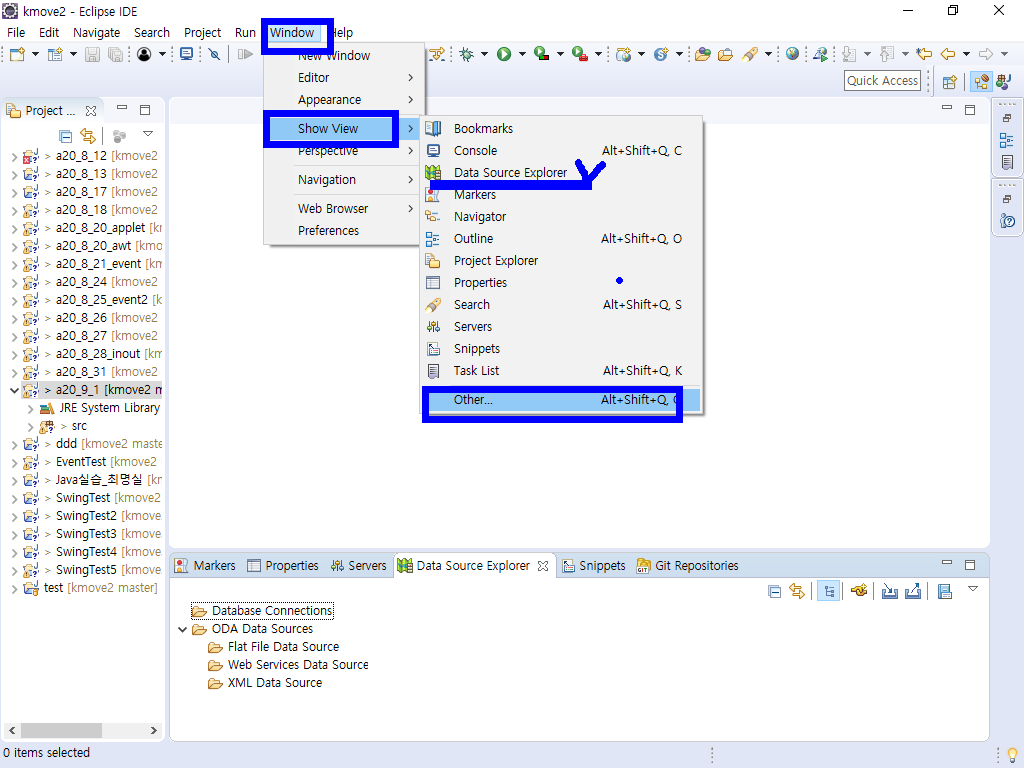 kmove2 - Eclipse IDE
File Edit Navigate Search Project Run Window Help
Quick Access
Project ...
New Window
Editor
Appearance
Show View
Perspective
Navigation
Web Browser
Preferences
Bookmarks
Console Alt+Shift+Q, C
Data Source Explorer
Markers
Navigator
Outline Alt+Shift+Q, O
Project Explorer
Properties
Search Alt+Shift+Q, S
Servers
Snippets
Task List Alt+Shift+Q, K
Other... Alt+Shift+Q,
> a20_8_12 [kmove2
> a20_8_13 [kmove2
> a20_8_17 [kmove2
> a20_8_18 [kmove2
> a20_8_20_applet [kr
> a20_8_20_awt [kmo
> a20_8_21_event [km
> a20_8_24 [kmove2
> a20_8_25_event2 [k
> a20_8_26 [kmove2
> a20_8_27 [kmove2
> a20_8_28_inout [km
> a20_8_31 [kmove2
> a20_9_1 [kmove2 m
JRE System Library
> src
> ddd [kmove2 maste
> EventTest [kmove2
> Java실습_최명실 [kr
> SwingTest [kmove2
> SwingTest2 [kmove
> SwingTest3 [kmove
> SwingTest4 [kmove
> SwingTest5 [kmove
test [kmove2 master]
Markers Properties Servers Data Source Explorer Snippets Git Repositories
Database Connections
ODA Data Sources
Flat File Data Source
Web Services Data Source
XML Data Source
0 items selected